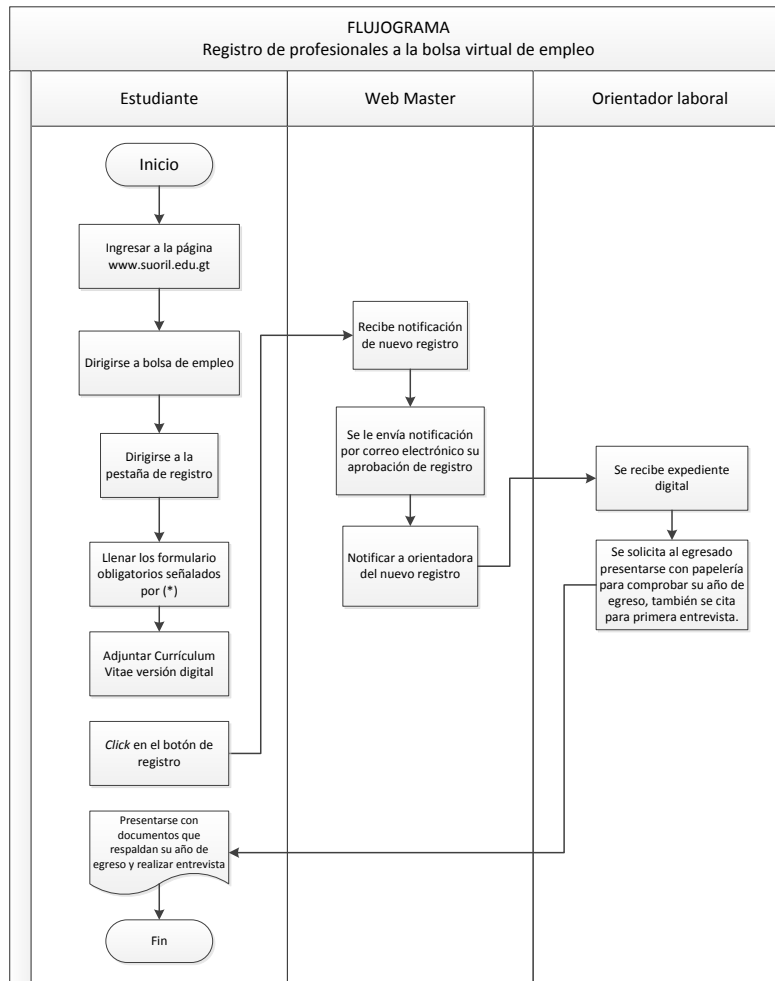 FLUJOGRAMA
Registro de profesionales a la bolsa virtual de empleo
Estudiante
Web Master
Orientador laboral
Inicio
Ingresar a la página
www.suoril.edu.gt
Dirigirse a bolsa de empleo
Dirigirse a la
pestaña de registro
Llenar los formulario
obligatorios señalados
por (*)
Adjuntar Currículum
Vitae versión digital
Click en el botón de
registro
Recibe notificación
de nuevo registro
Se le envía notificación
por correo electrónico su
aprobación de registro
Notificar a orientadora
del nuevo registro
Se recibe expediente
digital
Se solicita al egresado
presentarse con papelería
para comprobar su año de
egreso, también se cita
para primera entrevista.
Presentarse con
documentos que
respaldan su año de
egreso y realizar entrevista
Fin